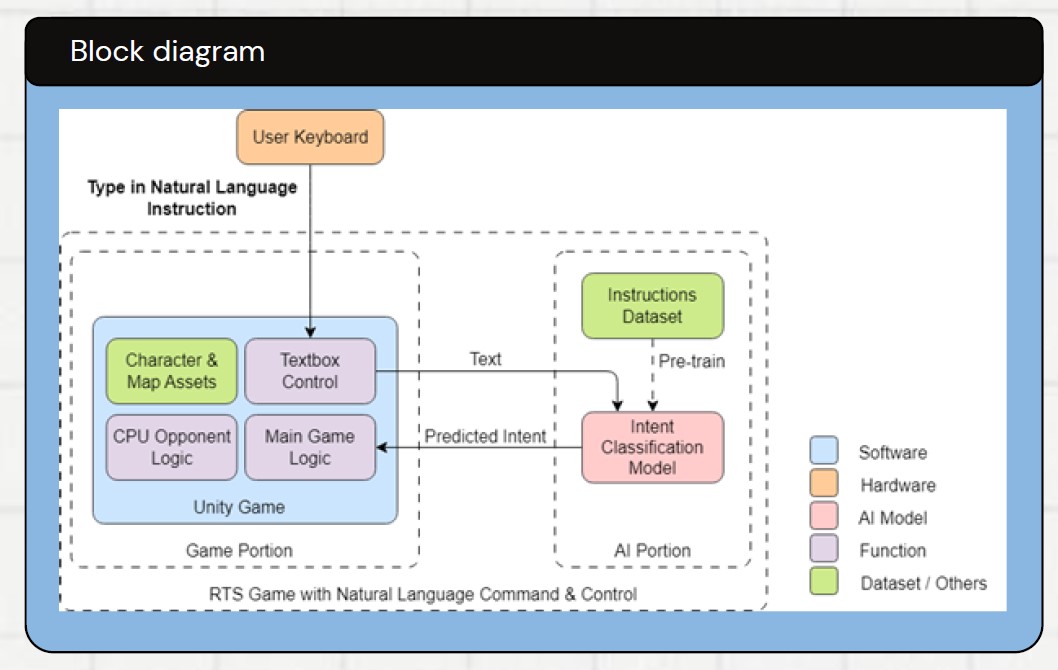 Block diagram
User Keyboard
Type in Natural Language
Instruction
Instructions
Dataset
Character &
Map Assets
Textbox
Control
Text
Pre-train
CPU Opponent
Logic
Main Game
Logic
Predicted Intent
Intent
Classification
Model
Unity Game
Game Portion
AI Portion
RTS Game with Natural Language Command & Control
Software
Hardware
AI Model
Function
Dataset / Others